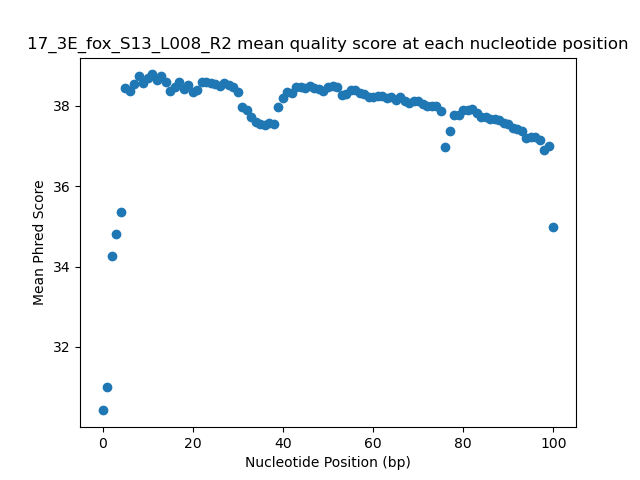 17_3E_fox_S13_L008_R2 mean quality score at each nucleotide position
38
36
34
32
Mean Phred Score
0 20 40 60 80 100
Nucleotide Position (bp)